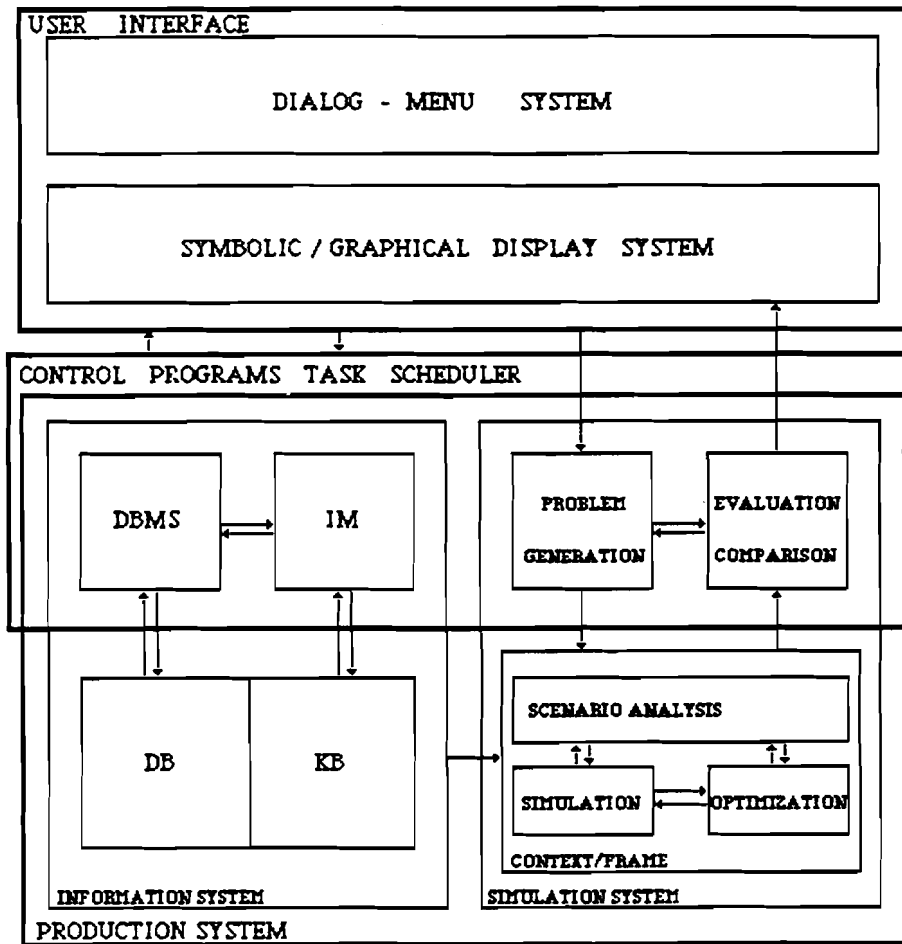 USER INTERFACE
DIALOG - MENU SYSTEM
SYMBOLIC / GRAPHICAL DISPLAY SYSTEM
CONTROL PROGRAMS TASK SCHEDULER
DBMS
IM
PROBLEM
GENERATION
EVALUATION
COMPARISON
DB
KB
SCENARIO ANALYSIS
SIMULATION
OPTIMIZATION
CONTEXT/FRAME
INFORMATION SYSTEM
SIMULATION SYSTEM
PRODUCTION SYSTEM